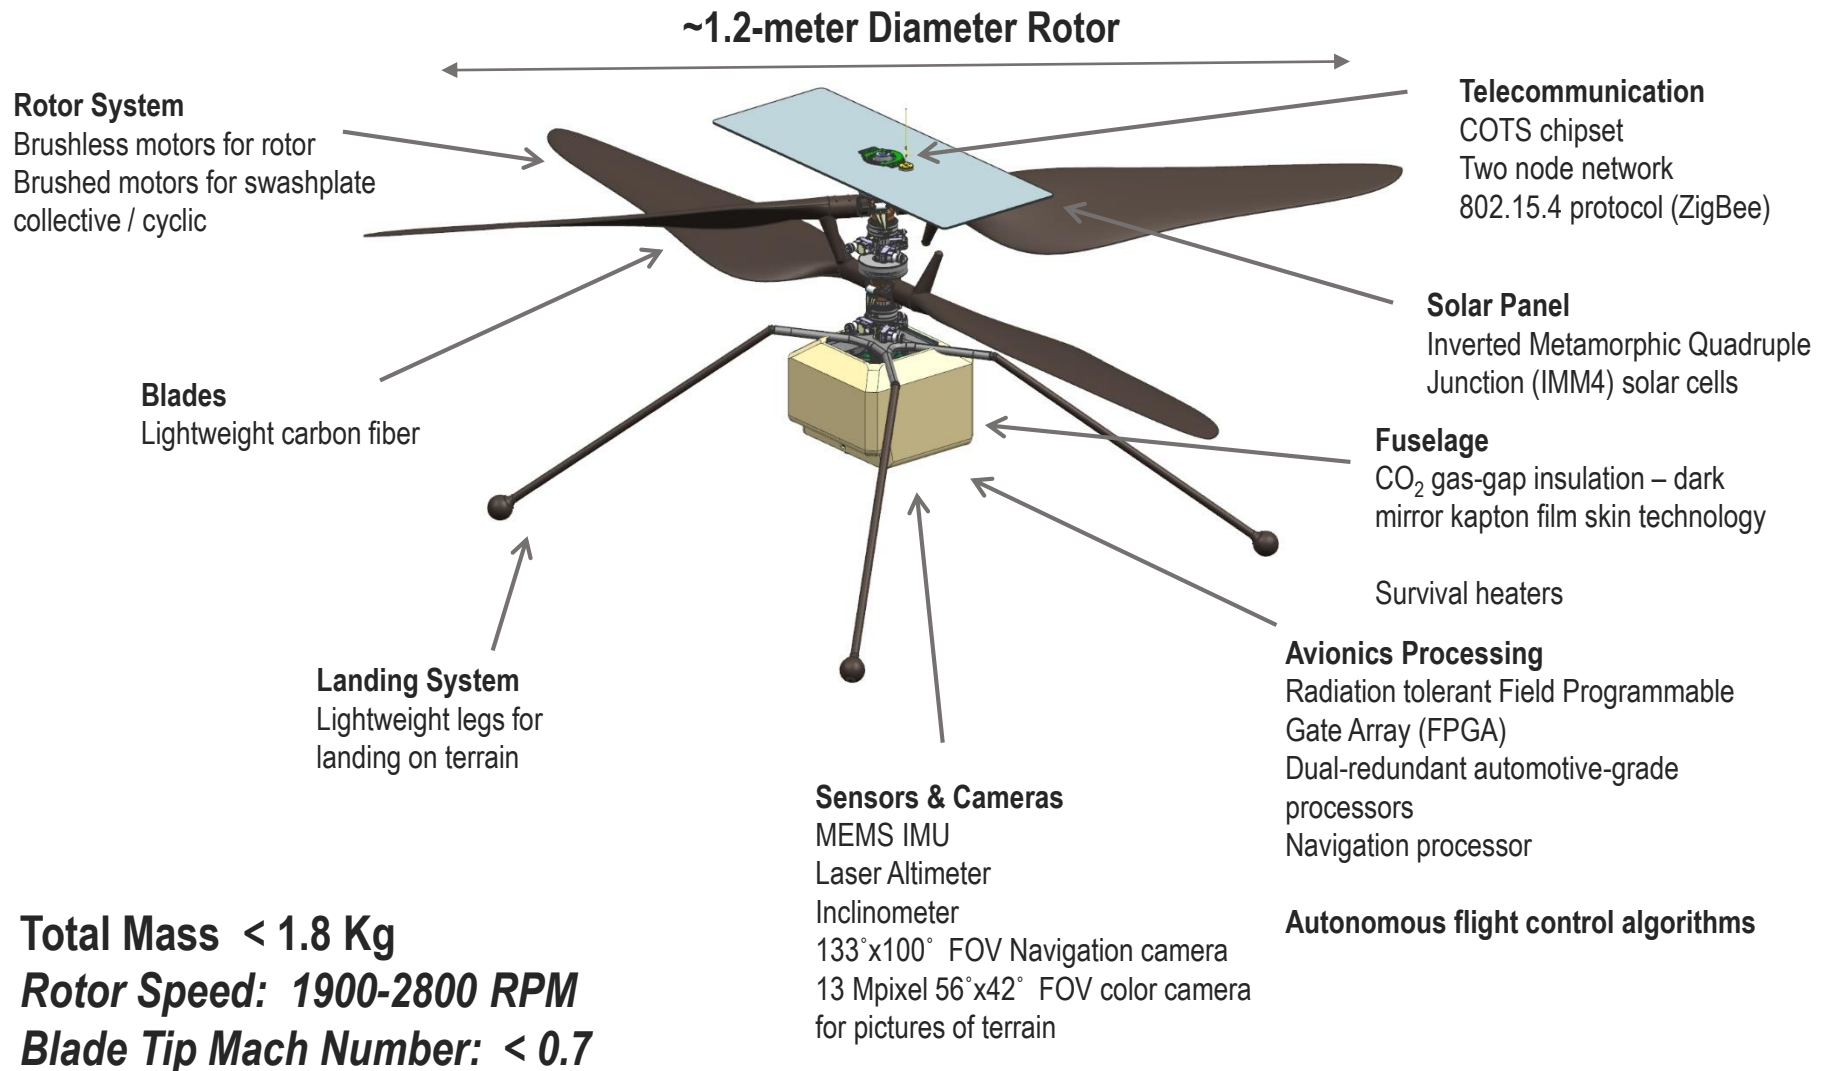 ~1.2-meter Diameter Rotor
Rotor System
Brushless motors for rotor
Brushed motors for swashplate
collective / cyclic
Telecommunication
COTS chipset
Two node network
802.15.4 protocol (ZigBee)
Solar Panel
Inverted Metamorphic Quadruple
Junction (IMM4) solar cells
Blades
Lightweight carbon fiber
Fuselage
CO₂ gas-gap insulation – dark
mirror kapton film skin technology
Survival heaters
Landing System
Lightweight legs for
landing on terrain
Avionics Processing
Radiation tolerant Field Programmable
Gate Array (FPGA)
Dual-redundant automotive-grade
processors
Navigation processor
Autonomous flight control algorithms
Sensors & Cameras
MEMS IMU
Laser Altimeter
Inclinometer
133˚x100˚ FOV Navigation camera
13 Mpixel 56˚x42˚ FOV color camera
for pictures of terrain
Total Mass < 1.8 Kg
Rotor Speed: 1900-2800 RPM
Blade Tip Mach Number: < 0.7